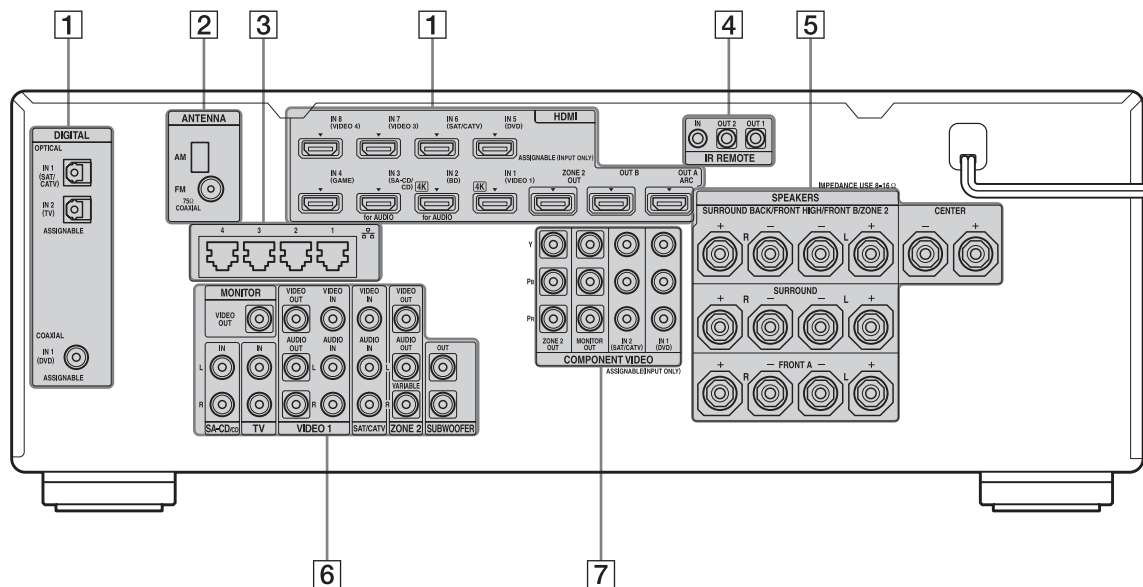 1
2
3
1
4
5
DIGITAL
OPTICAL
IN 1
(SAT/
CATV)
IN 2
(TV)
ASSIGNABLE
COAXIAL
IN 1
(DVD)
ASSIGNABLE
ANTENNA
AM
FM
75Ω
COAXIAL
IN 8
(VIDEO 4)
IN 7
(VIDEO 3)
IN 6
(SAT/CATV)
IN 5
(DVD)
HDMI
ASSIGNABLE (INPUT ONLY)
IN 4
(GAME)
IN 3
(SA-CD/
CD)
4K
IN 2
(BD)
4K
IN 1
(VIDEO 1)
ZONE 2
OUT
OUT B
OUT A
ARC
for AUDIO
for AUDIO
IN
OUT 2
OUT 1
IR REMOTE
4
3
2
1
IMPEDANCE USE 8-16 Ω
SPEAKERS
SURROUND BACK/FRONT HIGH/FRONT B/ZONE 2
CENTER
+ R − − L +
− +
SURROUND
+ R − − L +
− FRONT A −
+ R L +
MONITOR
VIDEO
OUT
VIDEO
OUT
VIDEO
IN
VIDEO
IN
VIDEO
OUT
IN
IN
AUDIO
OUT
AUDIO
IN
AUDIO
IN
AUDIO
OUT
OUT
L
L
L
VARIABLE
R
R
R
SA-CD/CD
TV
VIDEO 1
SAT/CATV
ZONE 2
SUBWOOFER
Y
PB
PR
ZONE 2
OUT
MONITOR
OUT
IN 2
(SAT/CATV)
IN 1
(DVD)
COMPONENT VIDEO
ASSIGNABLE(INPUT ONLY)
6
7